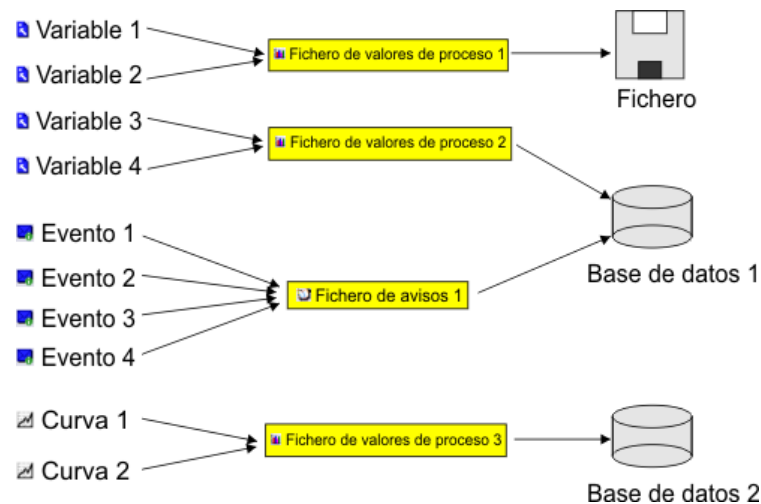 Variable 1
Variable 2
Fichero de valores de proceso 1
Fichero
Variable 3
Variable 4
Fichero de valores de proceso 2
Evento 1
Evento 2
Evento 3
Evento 4
Fichero de avisos 1
Base de datos 1
Curva 1
Curva 2
Fichero de valores de proceso 3
Base de datos 2